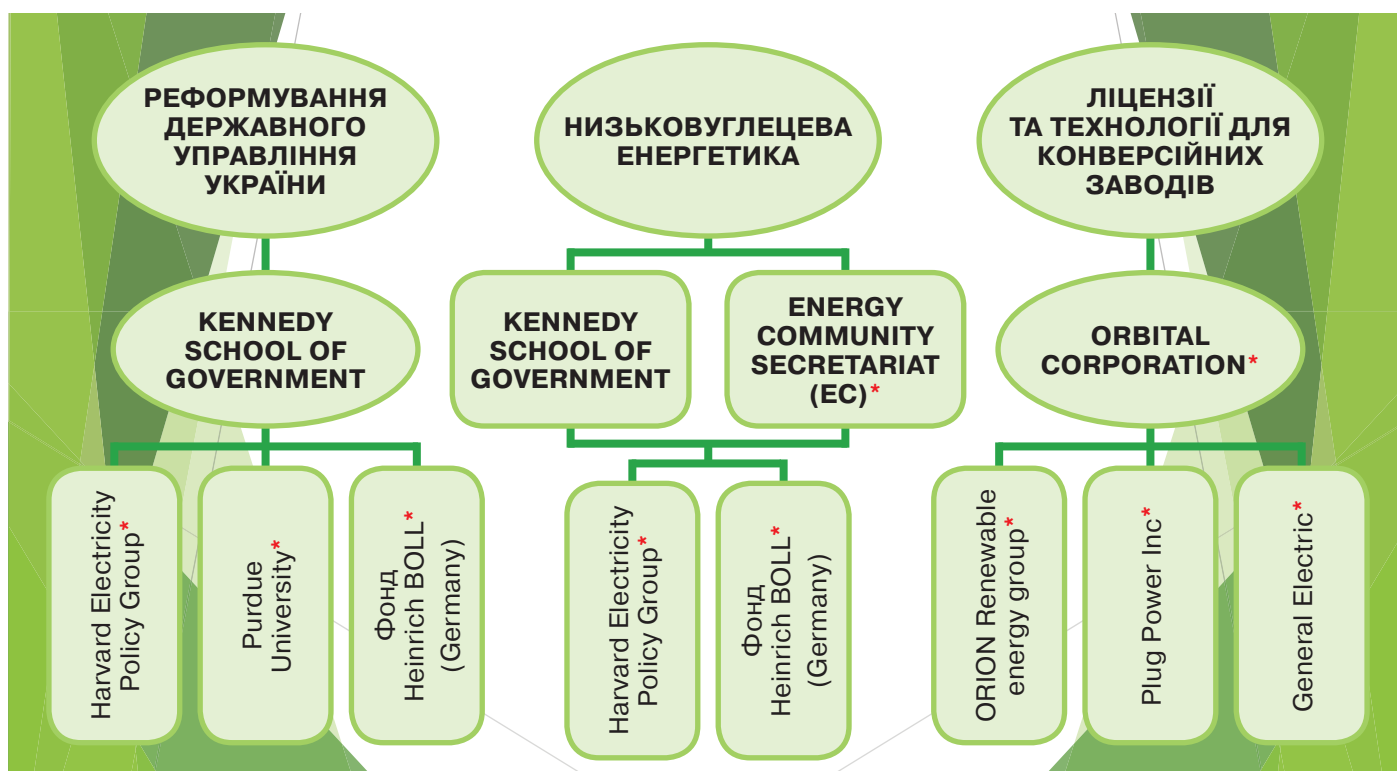 РЕФОРМУВАННЯ
ДЕРЖАВНОГО
УПРАВЛІННЯ
УКРАЇНИ
НИЗЬКОВУГЛЕЦЕВА
ЕНЕРГЕТИКА
ЛІЦЕНЗІЇ
ТА ТЕХНОЛОГІЇ ДЛЯ
КОНВЕРСІЙНИХ
ЗАВОДІВ
KENNEDY
SCHOOL OF
GOVERNMENT
KENNEDY
SCHOOL OF
GOVERNMENT
ENERGY
COMMUNITY
SECRETARIAT
(EC)*
ORBITAL
CORPORATION*
Harvard Electricity
Policy Group*
Purdue
University*
Фонд
Heinrich BOLL*
(Germany)
Harvard Electricity
Policy Group*
Фонд
Heinrich BOLL*
(Germany)
ORION Renewable
energy group*
Plug Power Inc*
General Electric*